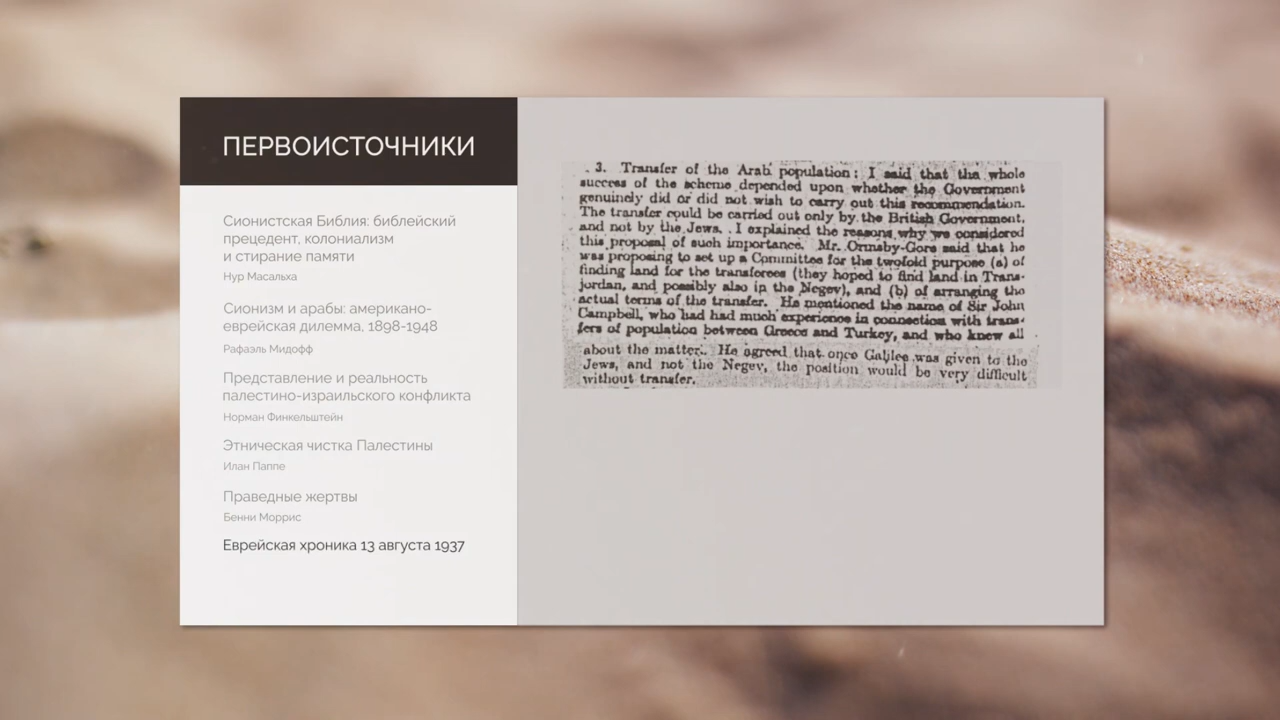 ПЕРВОИСТОЧНИКИ
Сионистская Библия: библейский
прецедент, колониализм
и стирание памяти
Нур Масальха
Сионизм и арабы: американо-
еврейская дилемма, 1898-1948
Рафаэль Мидофф
Представление и реальность
палестино-израильского конфликта
Норман Финкельштейн
Этническая чистка Палестины
Илан Паппе
Праведные жертвы
Бенни Моррис
Еврейская хроника 13 августа 1937
3. Transfer of the Arab population: I said that the whole
success of the scheme depended upon whether the Government
genuinely did or did not wish to carry out this recommendation.
The transfer could be carried out only by the British Government,
and not by the Jews. I explained the reasons why we considered
this proposal of such importance. Mr. Ormsby-Gore said that he
was proposing to set up a Committee for the twofold purpose (a) of
finding land for the transferees (they hoped to find land in Trans-
jordan, and possibly also in the Negev), and (b) of arranging the
actual terms of the transfer. He mentioned the name of Sir John
Campbell, who had had much experience in connection with trans-
fers of population between Greece and Turkey, and who knew all
about the matter. He agreed that once Galilee was given to the
Jews, and not the Negev, the position would be very difficult
without transfer.